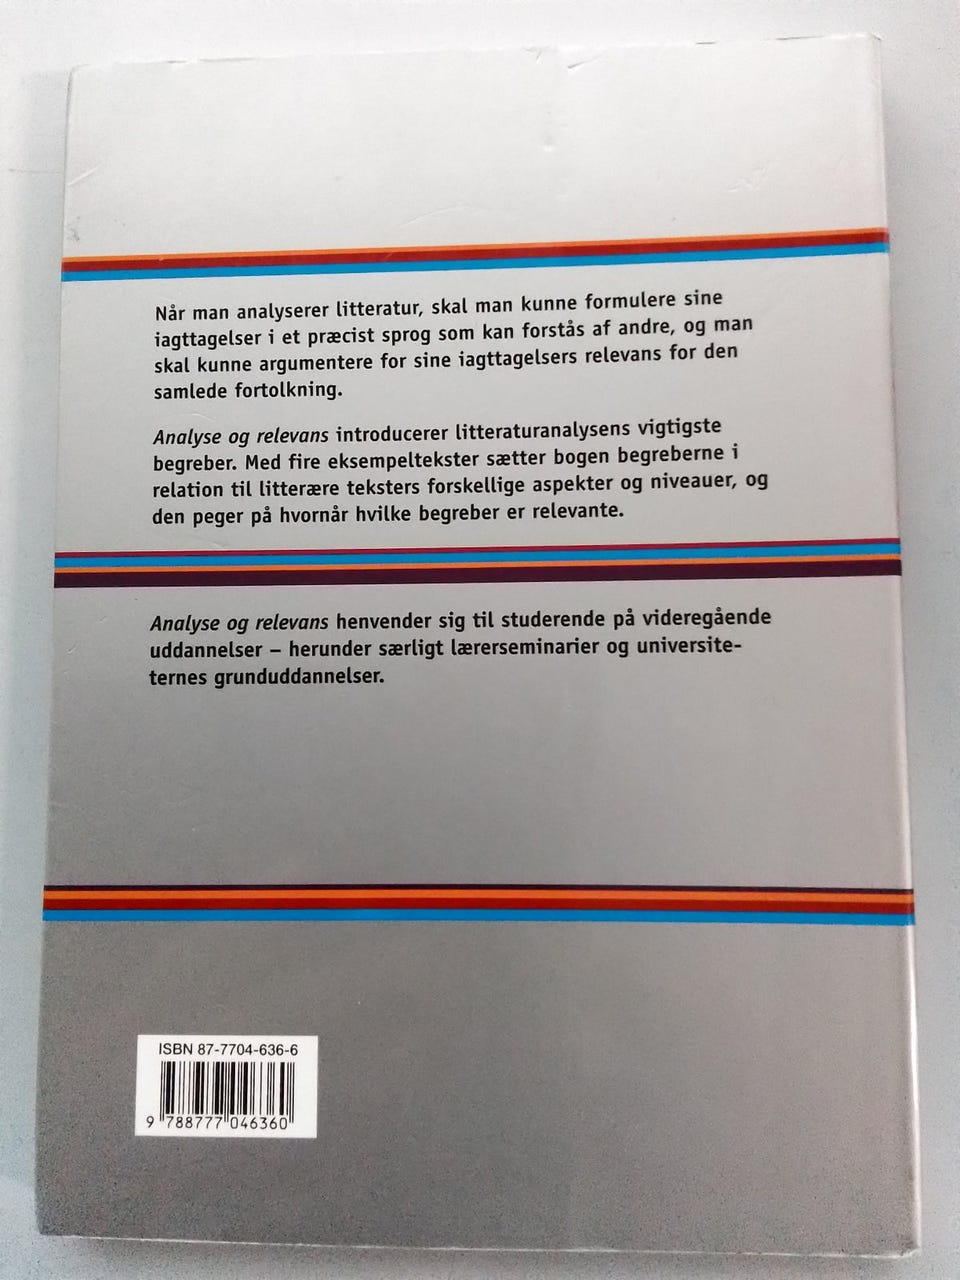 Når man analyserer litteratur, skal man kunne formulere sine
iagttagelser i et præcist sprog som kan forstås af andre, og man
skal kunne argumentere for sine iagttagelsers relevans for den
samlede fortolkning.
Analyse og relevans introducerer litteraturanalysens vigtigste
begreber. Med fire eksempeltekster sætter bogen begreberne i
relation til litterære teksters forskellige aspekter og niveauer, og
den peger på hvornår hvilke begreber er relevante.
Analyse og relevans henvender sig til studerende på videregående
uddannelser – herunder særligt lærerseminarier og universite-
ternes grunduddannelser.
ISBN 87-7704-636-6
9 788777 046360